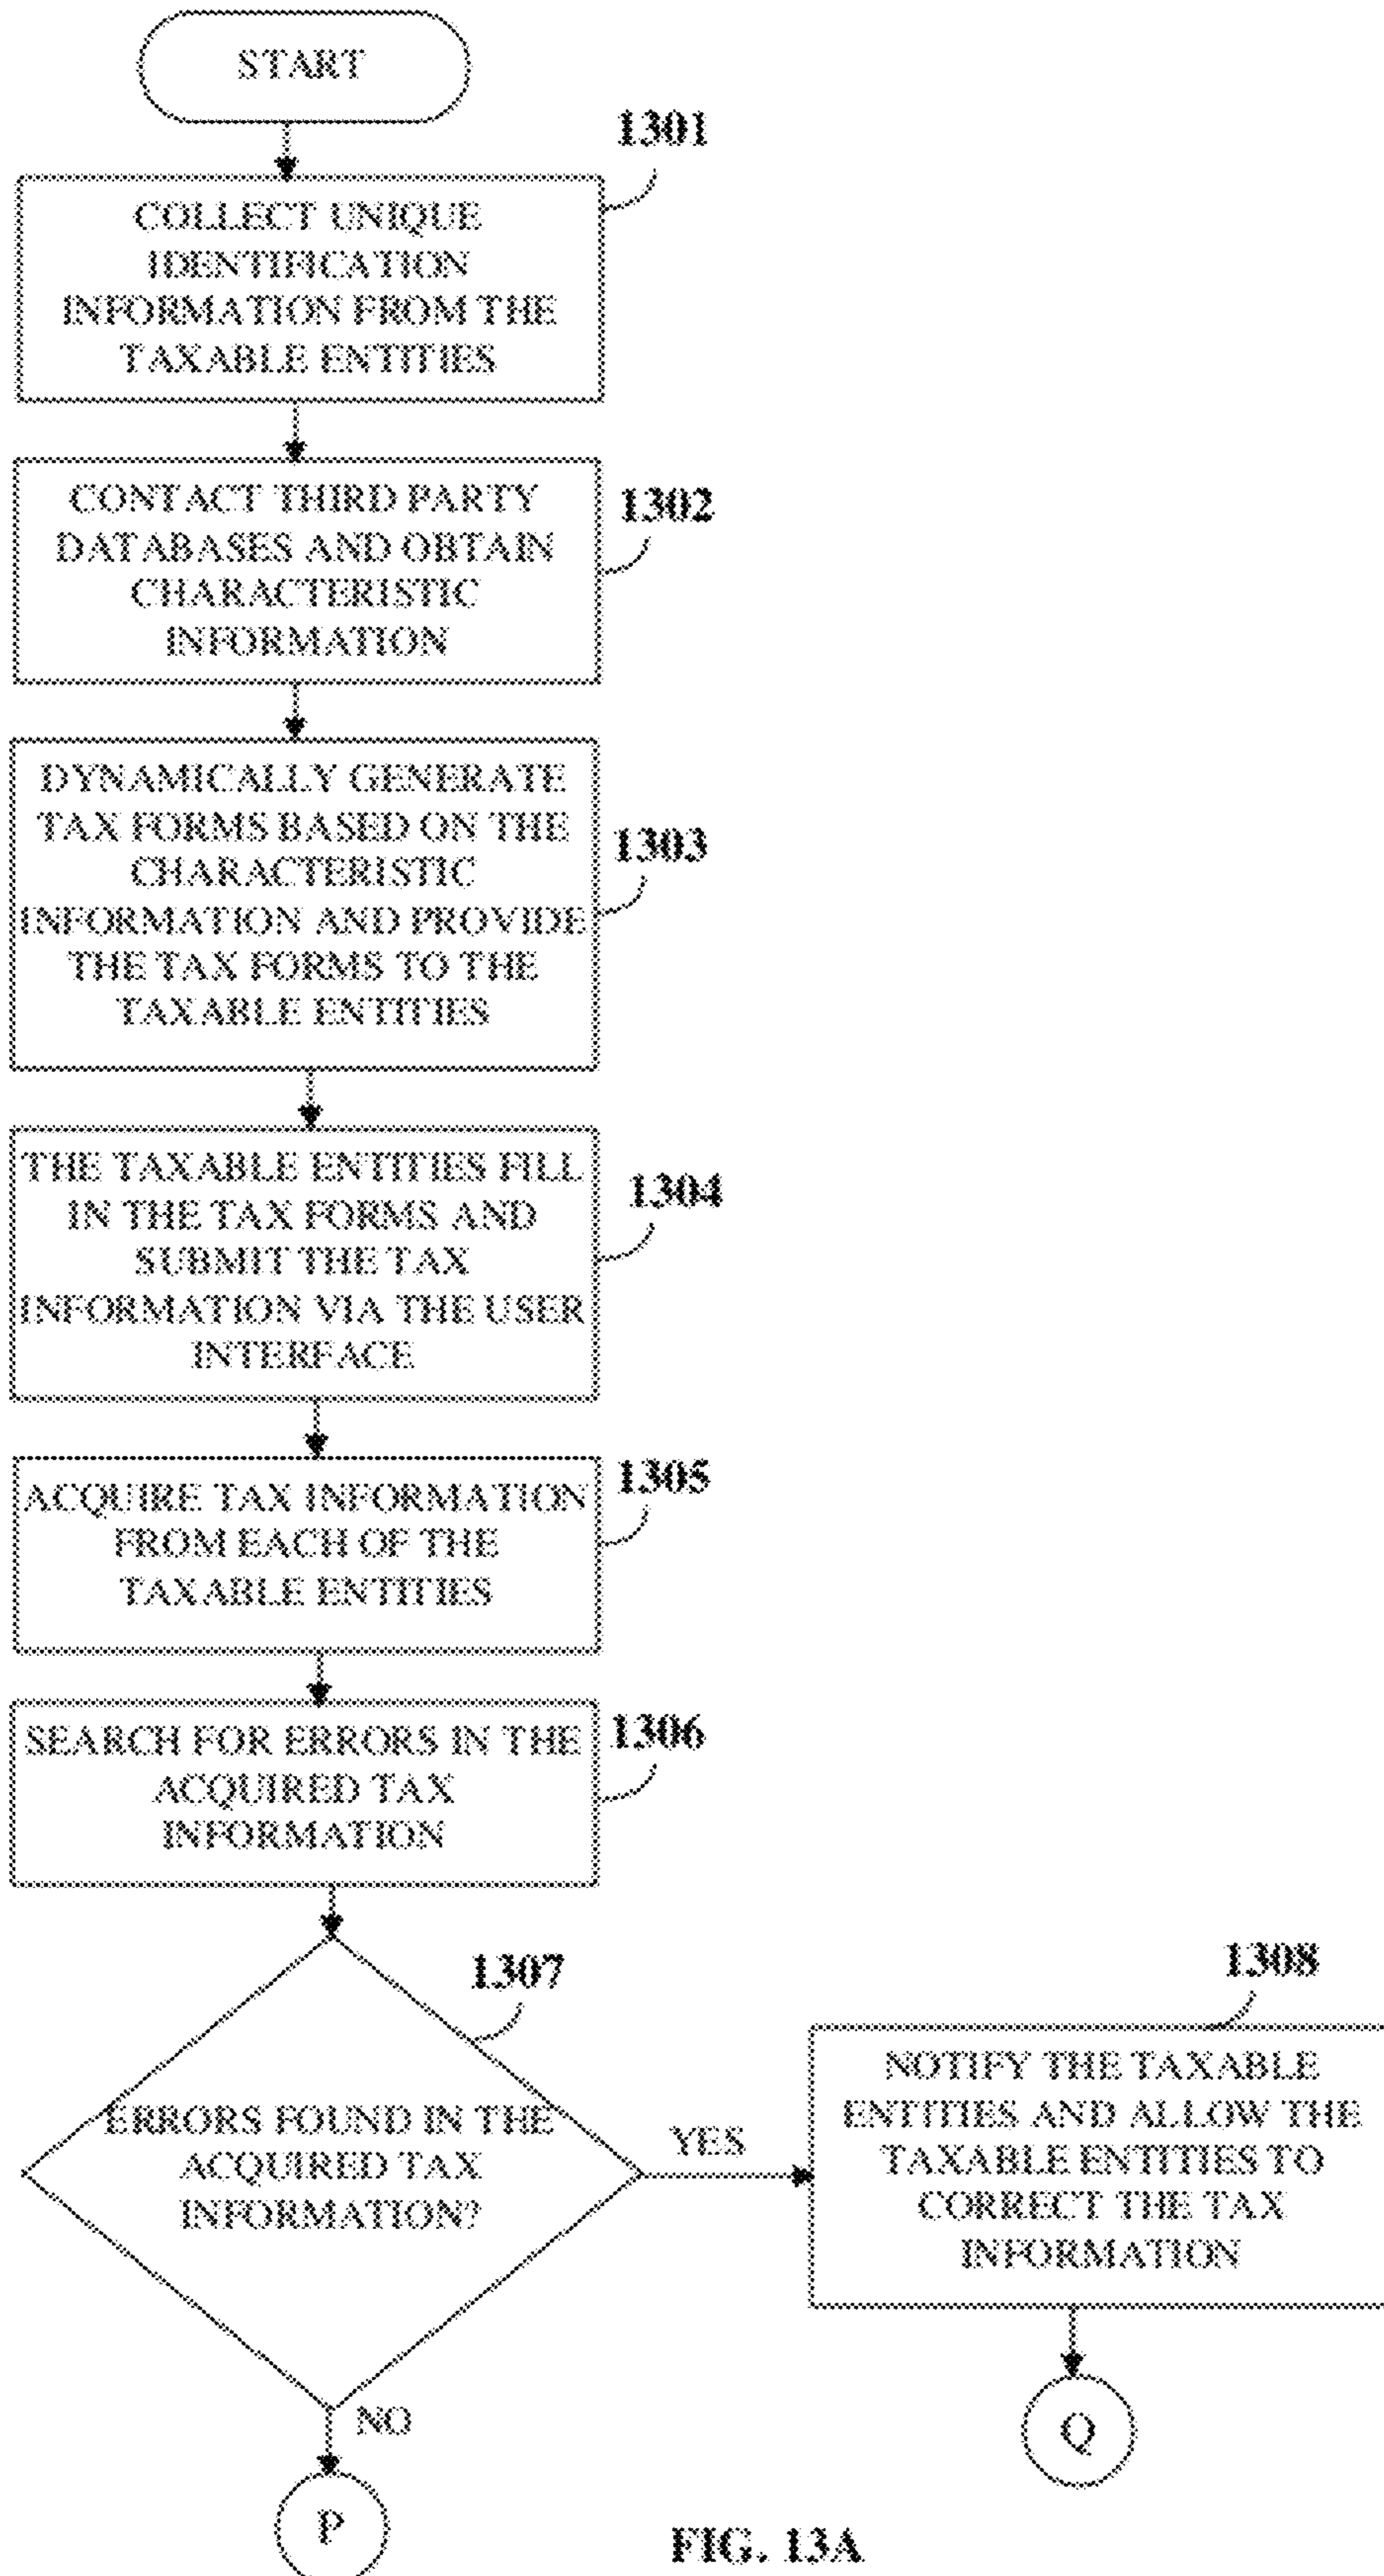 START
1301
COLLECT UNIQUE
IDENTIFICATION
INFORMATION FROM THE
TAXABLE ENTITIES
CONTACT THIRD PARTY
DATABASES AND OBTAIN
CHARACTERISTIC
INFORMATION
1302
DYNAMICALLY GENERATE
TAX FORMS BASED ON THE
CHARACTERISTIC
INFORMATION AND PROVIDE
THE TAX FORMS TO THE
TAXABLE ENTITIES
1303
THE TAXABLE ENTITIES FILL
IN THE TAX FORMS AND
SUBMIT THE TAX
INFORMATION VIA THE USER
INTERFACE
1304
ACQUIRE TAX INFORMATION
FROM EACH OF THE
TAXABLE ENTITIES
1305
SEARCH FOR ERRORS IN THE
ACQUIRED TAX
INFORMATION
1306
1307
ERRORS FOUND IN THE
ACQUIRED TAX
INFORMATION?
YES
1308
NOTIFY THE TAXABLE
ENTITIES AND ALLOW THE
TAXABLE ENTITIES TO
CORRECT THE TAX
INFORMATION
NO
Q
P
FIG. 13A